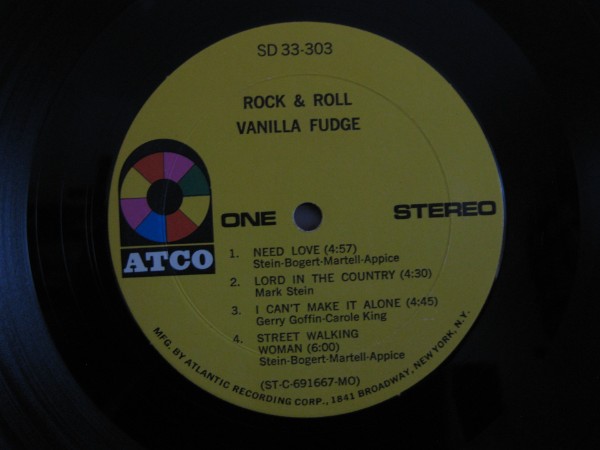 SD 33-303
ROCK & ROLL
VANILLA FUDGE
ATCO
ONE
STEREO
1. NEED LOVE (4:57)
Stein-Bogert-Martell-Appice
2. LORD IN THE COUNTRY (4:30)
Mark Stein
3. I CAN'T MAKE IT ALONE (4:45)
Gerry Goffin-Carole King
4. STREET WALKING
WOMAN (6:00)
Stein-Bogert-Martell-Appice
(ST-C-691667-MO)
MFG. BY ATLANTIC RECORDING CORP., 1841 BROADWAY, NEW YORK, N.Y.